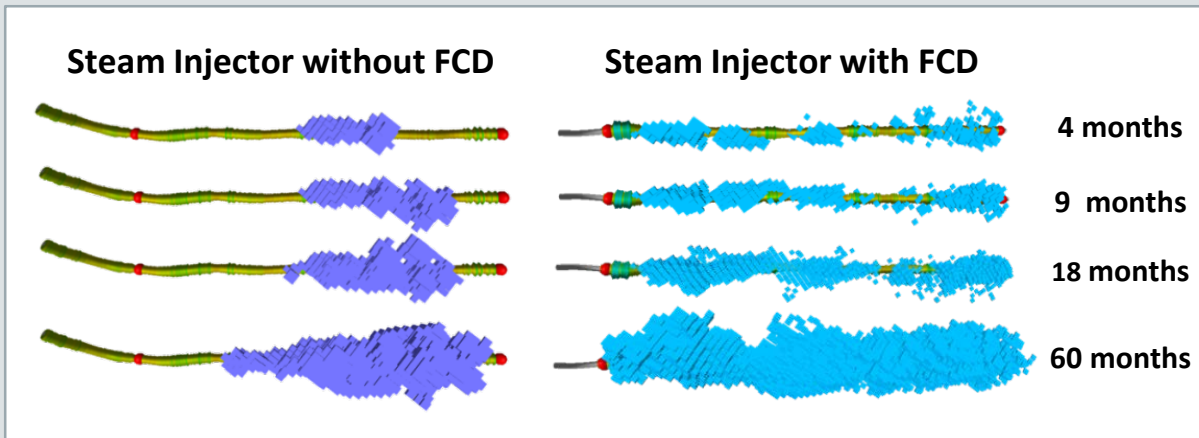 Steam Injector without FCD
Steam Injector with FCD
4 months
9 months
18 months
60 months